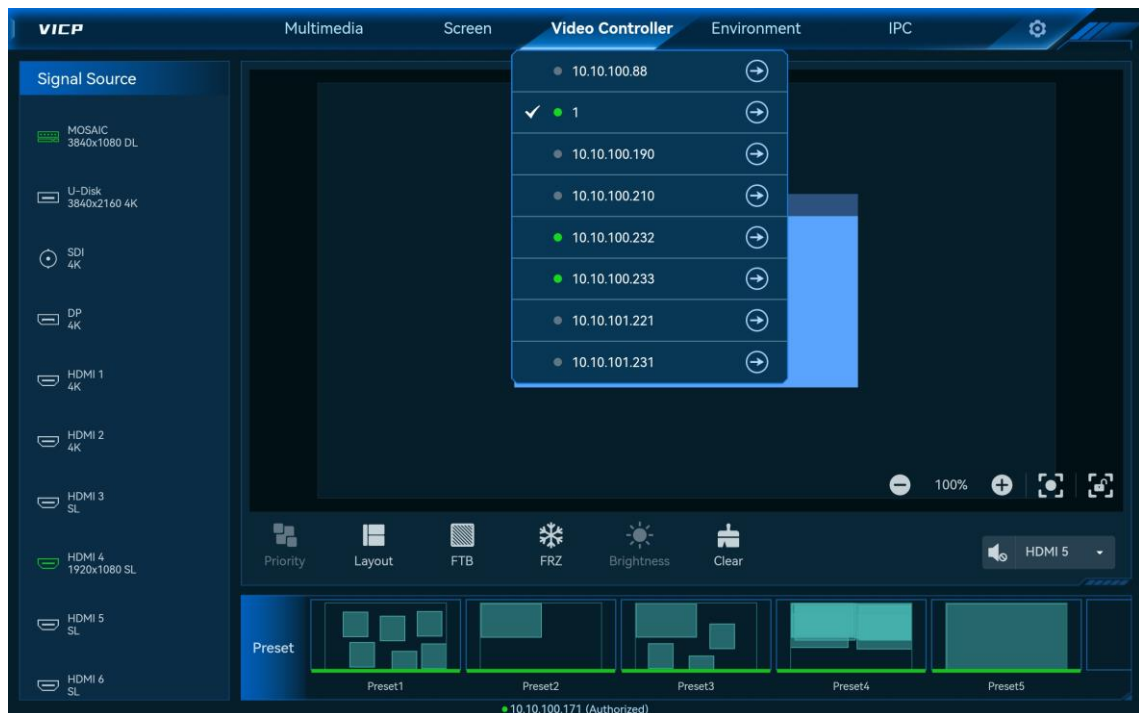 VICP
Multimedia
Screen
Video Controller
Environment
IPC
Signal Source
MOSAIC
3840x1080 DL
U-Disk
3840x2160 4K
SDI
4K
DP
4K
HDMI 1
4K
HDMI 2
4K
HDMI 3
SL
HDMI 4
1920x1080 SL
HDMI 5
SL
HDMI 6
SL
10.10.100.88
1
10.10.100.190
10.10.100.210
10.10.100.232
10.10.100.233
10.10.101.221
10.10.101.231
100%
Priority
Layout
FTB
FRZ
Brightness
Clear
HDMI 5
Preset
Preset1
Preset2
Preset3
Preset4
Preset5
10.10.100.171 (Authorized)